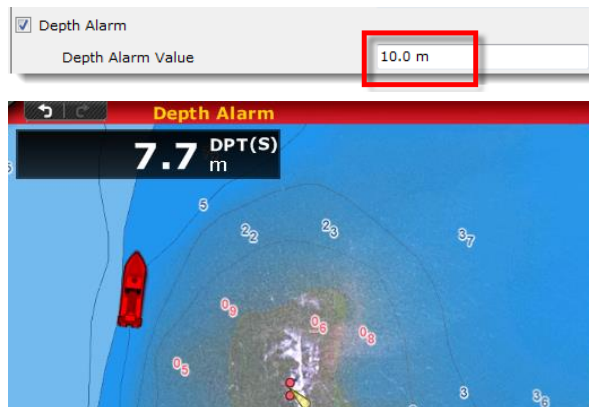 Depth Alarm
Depth Alarm Value 10.0 m
Depth Alarm
7.7 DPT(S)
m
5
2₂ 2₃ 3₇
0₉ 0₆ 0₈
0₅
3 3₆